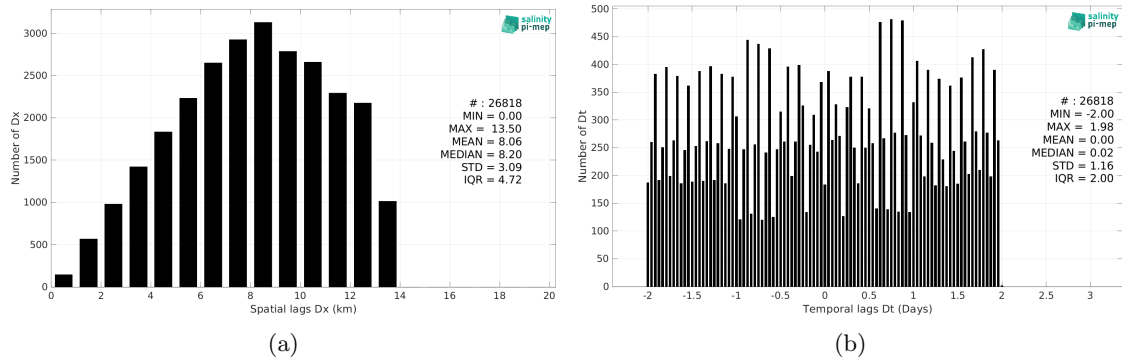 salinity
pi-mep
3000
2500
2000
1500
1000
500
0
Number of Dx
# : 26818
MIN = 0.00
MAX = 13.50
MEAN = 8.06
MEDIAN = 8.20
STD = 3.09
IQR = 4.72
0 2 4 6 8 10 12 14 16 18 20
Spatial lags Dx (km)
(a)
salinity
pi-mep
500
450
400
350
300
250
200
150
100
50
0
Number of Dt
# : 26818
MIN = -2.00
MAX = 1.98
MEAN = 0.00
MEDIAN = 0.02
STD = 1.16
IQR = 2.00
-2 -1.5 -1 -0.5 0 0.5 1 1.5 2 2.5 3
Temporal lags Dt (Days)
(b)